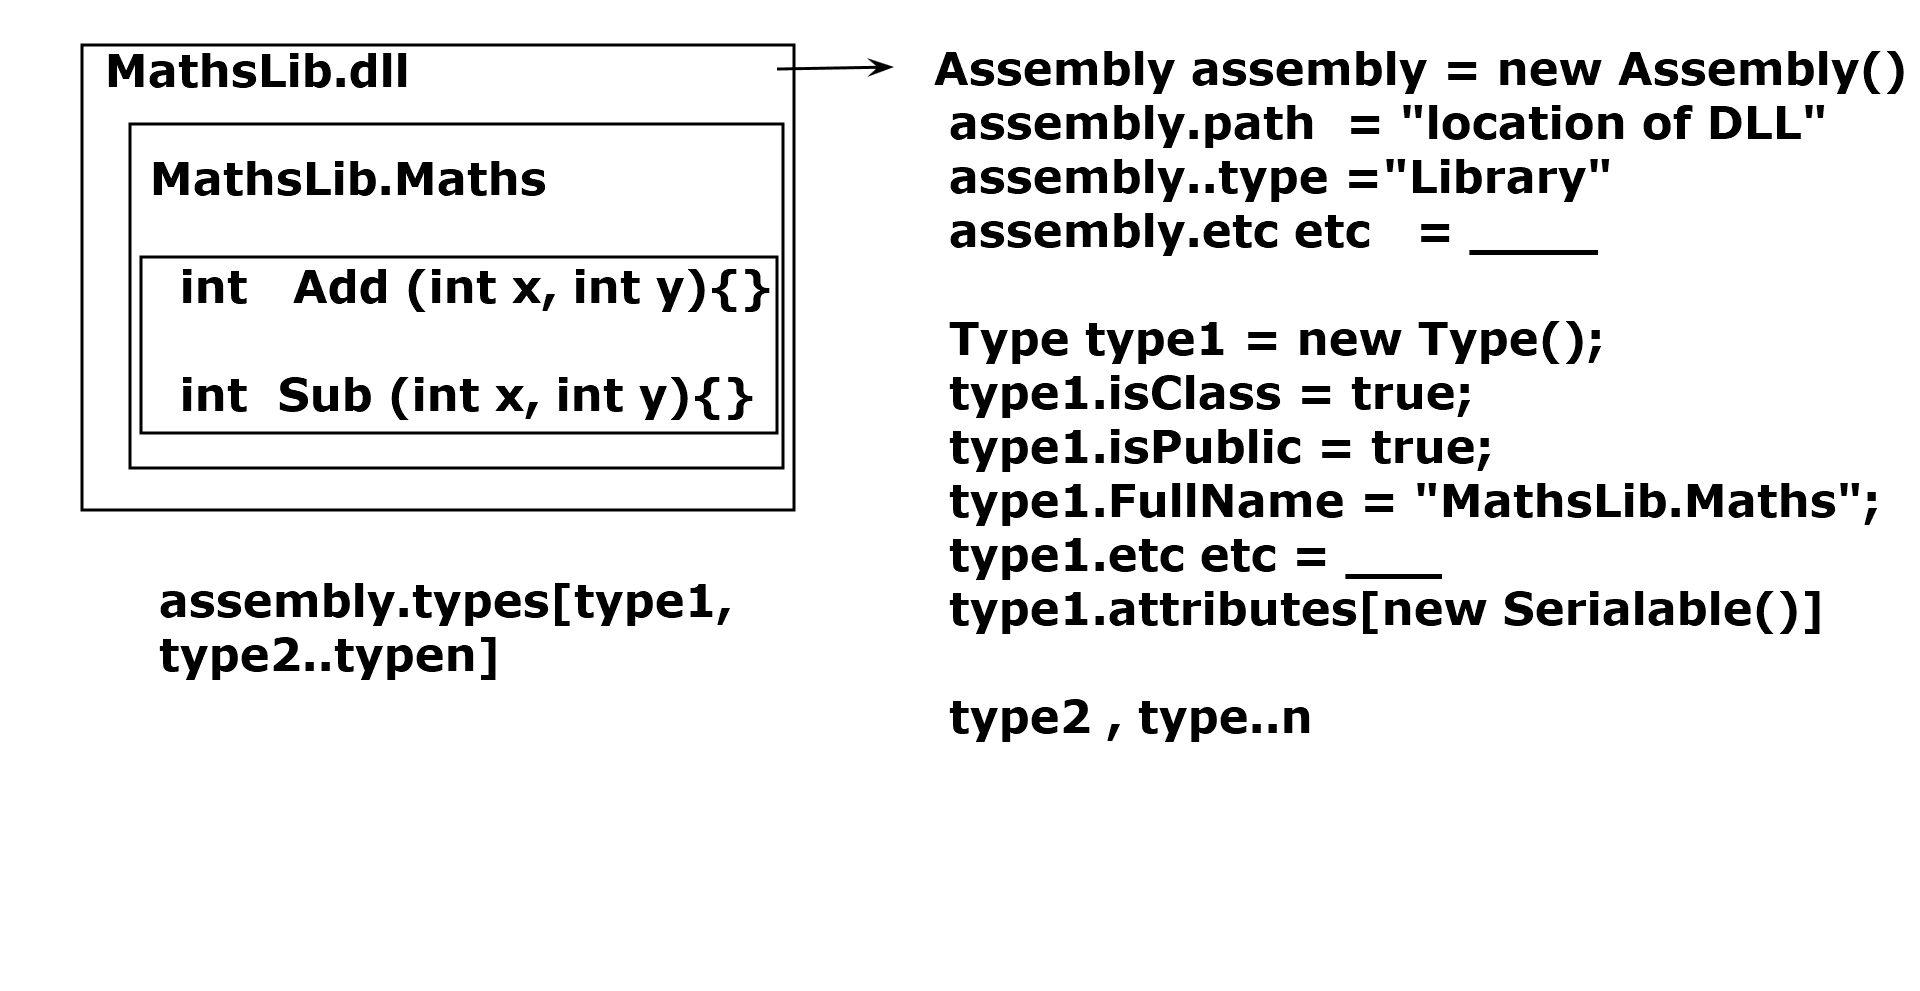 MathsLib.dll
MathsLib.Maths
int   Add (int x, int y){}
int  Sub (int x, int y){}
assembly.types[type1,
type2..typen]
Assembly assembly = new Assembly()
assembly.path  = "location of DLL"
assembly..type ="Library"
assembly.etc etc   = _____
Type type1 = new Type();
type1.isClass = true;
type1.isPublic = true;
type1.FullName = "MathsLib.Maths";
type1.etc etc = ____
type1.attributes[new Serialable()]
type2 , type..n